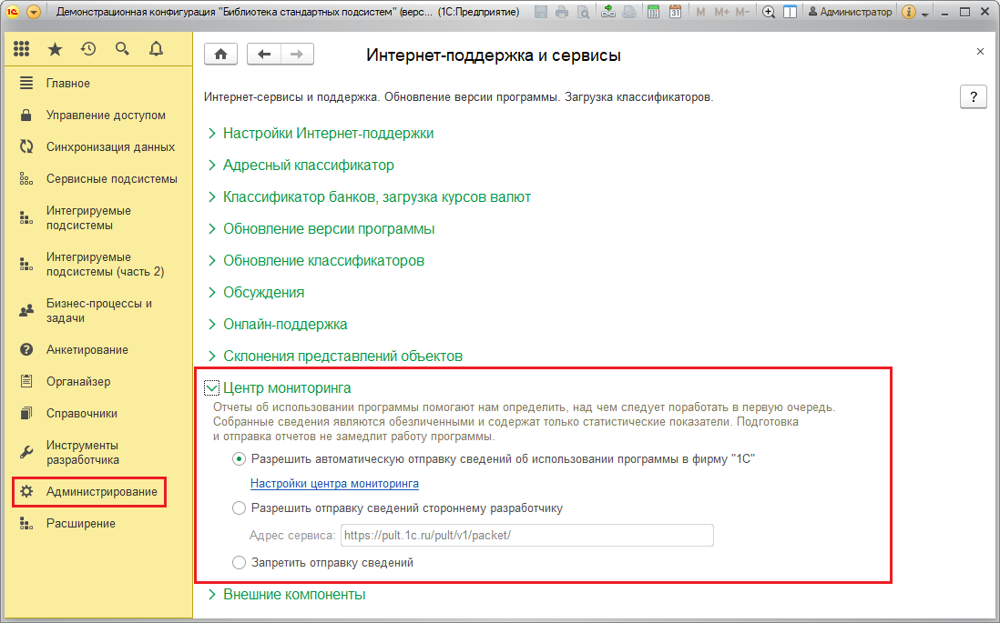 Демонстрационная конфигурация "Библиотека стандартных подсистем" (верс... (1С:Предприятие)
M M+ M-
31
Администратор
Главное
Управление доступом
Синхронизация данных
Сервисные подсистемы
Интегрируемые
подсистемы
Интегрируемые
подсистемы (часть 2)
Бизнес-процессы и
задачи
Анкетирование
Органайзер
Справочники
Инструменты
разработчика
Администрирование
Расширение
Интернет-поддержка и сервисы
Интернет-сервисы и поддержка. Обновление версии программы. Загрузка классификаторов.
?
Настройки Интернет-поддержки
Адресный классификатор
Классификатор банков, загрузка курсов валют
Обновление версии программы
Обновление классификаторов
Обсуждения
Онлайн-поддержка
Склонения представлений объектов
Центр мониторинга
Отчеты об использовании программы помогают нам определить, над чем следует поработать в первую очередь.
Собранные сведения являются обезличенными и содержат только статистические показатели. Подготовка
и отправка отчетов не замедлит работу программы.
Разрешить автоматическую отправку сведений об использовании программы в фирму "1С"
Настройки центра мониторинга
Разрешить отправку сведений стороннему разработчику
Адрес сервиса: https://pult.1c.ru/pult/v1/packet/
Запретить отправку сведений
Внешние компоненты